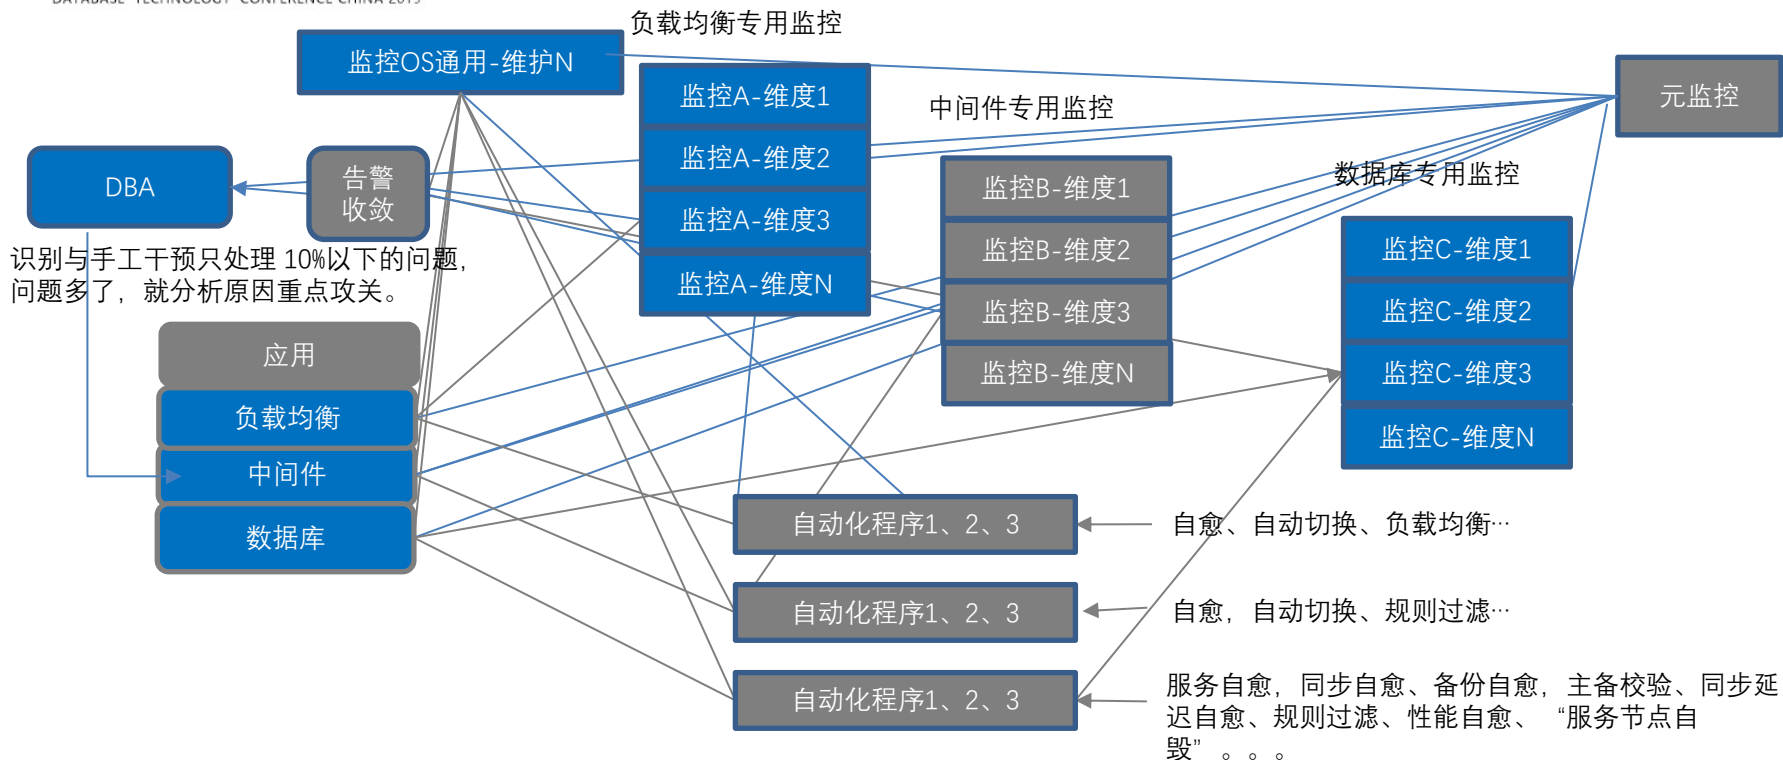 DATABASE TECHNOLOGY CONFERENCE CHINA 2019
负载均衡专用监控
监控OS通用-维护N
监控A-维度1
监控A-维度2
监控A-维度3
监控A-维度N
中间件专用监控
元监控
DBA
告警
收敛
监控B-维度1
监控B-维度2
监控B-维度3
监控B-维度N
数据库专用监控
监控C-维度1
监控C-维度2
监控C-维度3
监控C-维度N
识别与手工干预只处理 10%以下的问题,
问题多了,就分析原因重点攻关。
应用
负载均衡
中间件
数据库
自动化程序1、2、3
自愈、自动切换、负载均衡…
自动化程序1、2、3
自愈,自动切换、规则过滤…
自动化程序1、2、3
服务自愈,同步自愈、备份自愈,主备校验、同步延
迟自愈、规则过滤、性能自愈、 “服务节点自
毁” 。。。